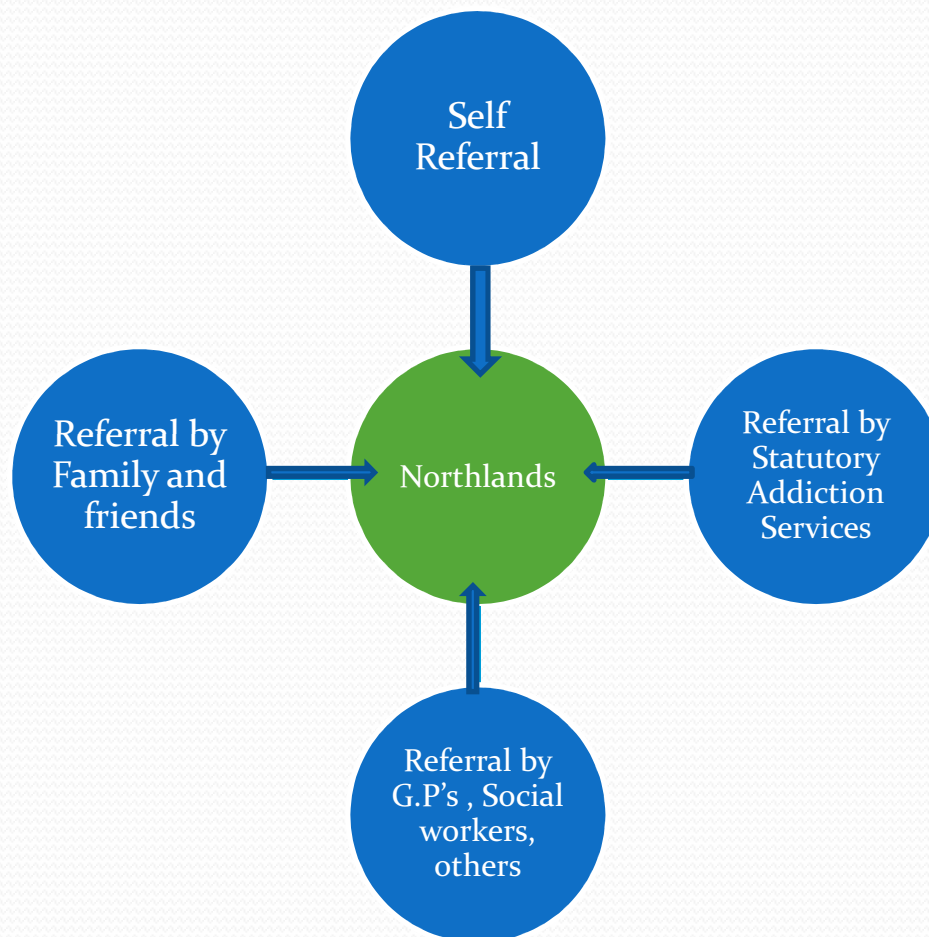 Self
Referral
Referral by
Family and
friends
Northlands
Referral by
Statutory
Addiction
Services
Referral by
G.P's , Social
workers,
others